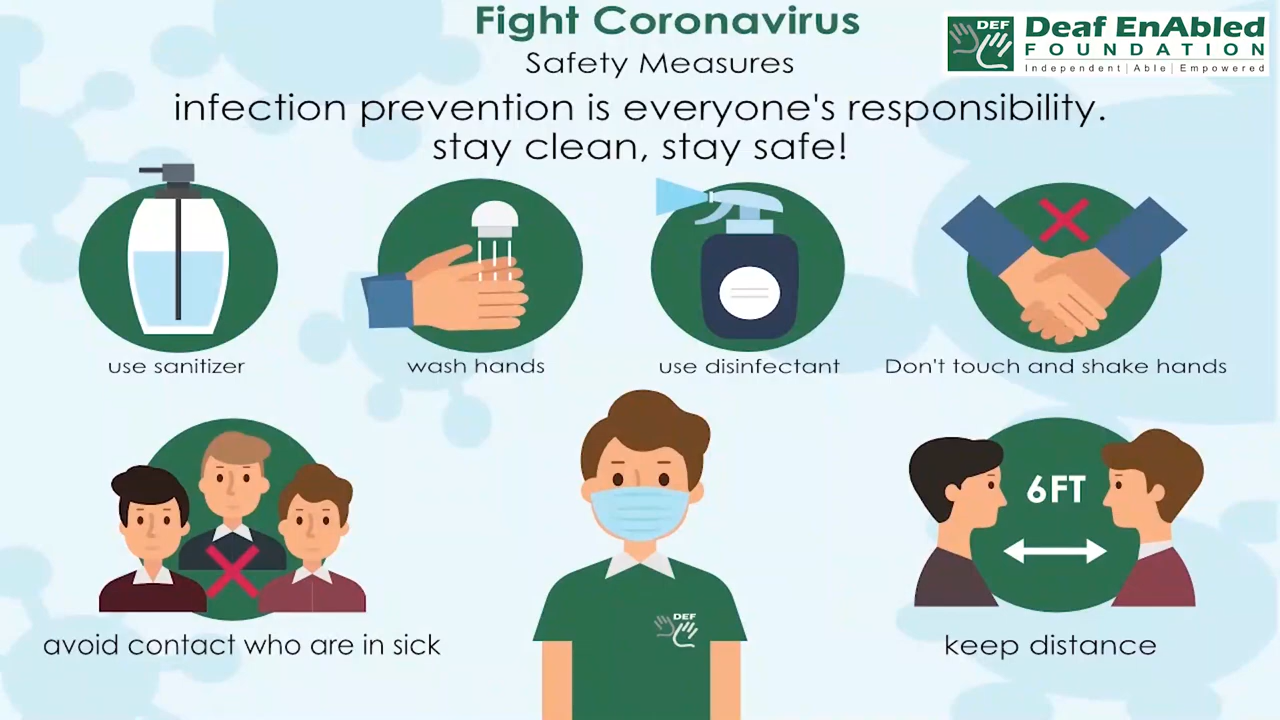 Fight Coronavirus
Safety Measures
DEF
Deaf EnAbled
FOUNDATION
Independent | Able | Empowered
infection prevention is everyone's responsibility.
stay clean, stay safe!
use sanitizer
wash hands
use disinfectant
Don't touch and shake hands
6FT
DEF
avoid contact who are in sick
keep distance